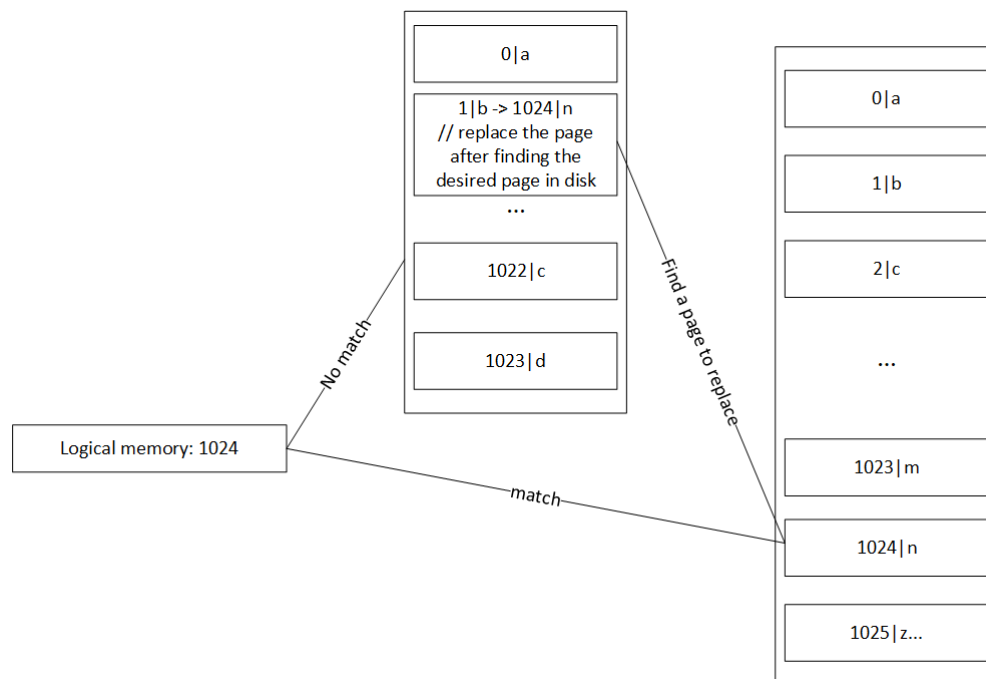 0|a
1|b -> 1024|n
// replace the page
after finding the
desired page in disk
...
1022|c
1023|d
No match
Logical memory: 1024
match
Find a page to replace
0|a
1|b
2|c
...
1023|m
1024|n
1025|z...